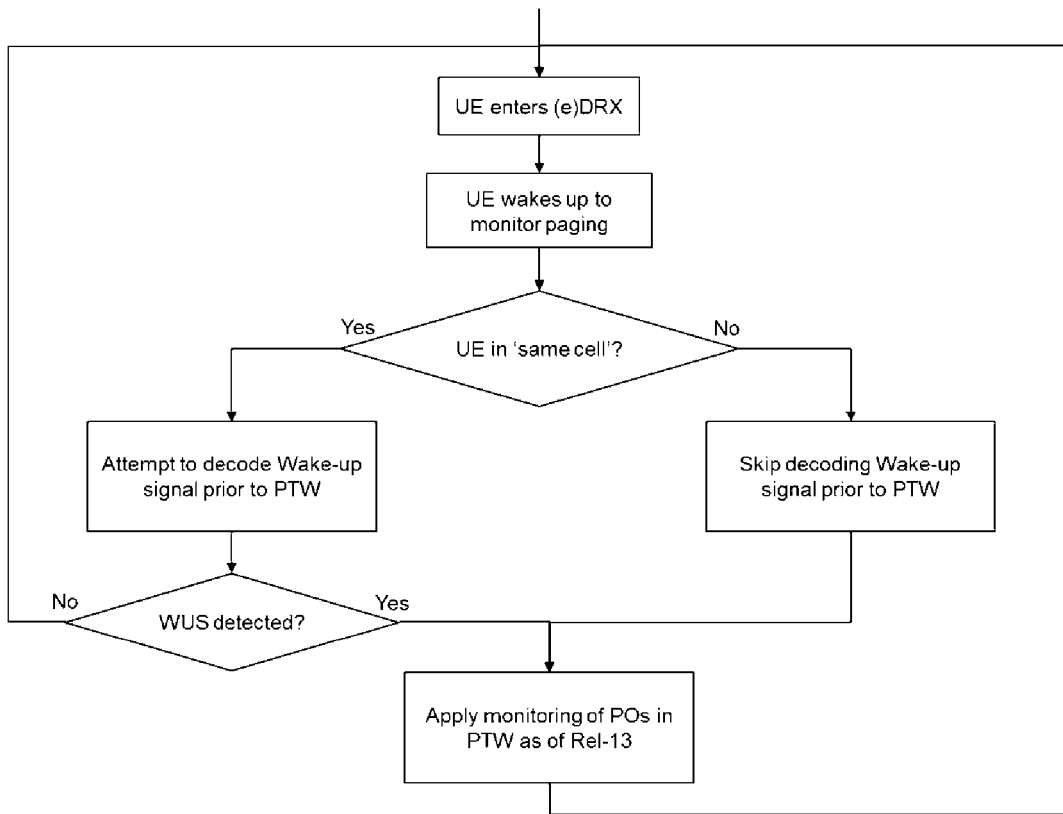 UE enters (e)DRX
UE wakes up to
monitor paging
Yes
No
UE in ‘same cell’?
Attempt to decode Wake-up
signal prior to PTW
Skip decoding Wake-up
signal prior to PTW
No
Yes
WUS detected?
Apply monitoring of POs in
PTW as of Rel-13